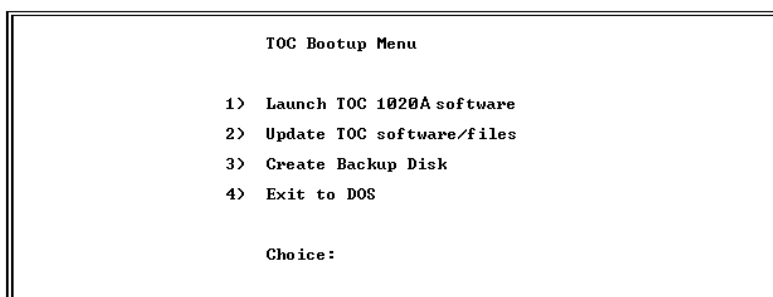 TOC Bootup Menu
1) Launch TOC 1020A software
2) Update TOC software/files
3) Create Backup Disk
4) Exit to DOS
Choice: